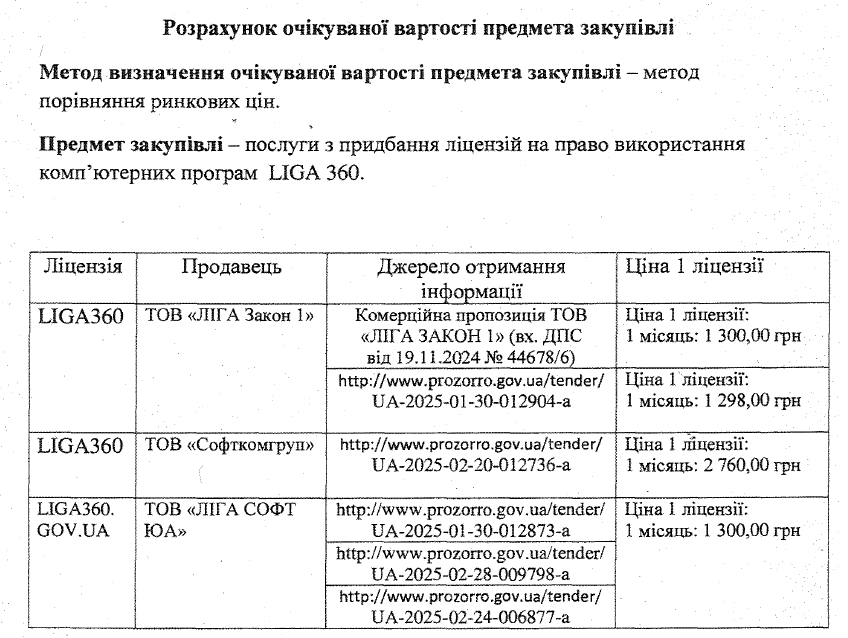 Розрахунок очікуваної вартості предмета закупівлі
Метод визначення очікуваної вартості предмета закупівлі – метод
порівняння ринкових цін.
Предмет закупівлі – послуги з придбання ліцензій на право використання
комп’ютерних програм LIGA 360.
Ліцензія
Продавець
Джерело отримання
інформації
Ціна 1 ліцензії
LIGA360
ТОВ «ЛІГА Закон 1»
Комерційна пропозиція ТОВ
«ЛІГА ЗАКОН 1» (вх. ДПС
від 19.11.2024 № 44678/6)
Ціна 1 ліцензії:
1 місяць: 1 300,00 грн
http://www.prozorro.gov.ua/tender/
UA-2025-01-30-012904-a
Ціна 1 ліцензії:
1 місяць: 1 298,00 грн
LIGA360
ТОВ «Софткомгруп»
http://www.prozorro.gov.ua/tender/
UA-2025-02-20-012736-a
Ціна 1 ліцензії:
1 місяць: 2 760,00 грн
LIGA360.
GOV.UA
ТОВ «ЛІГА СОФТ
ЮА»
http://www.prozorro.gov.ua/tender/
UA-2025-01-30-012873-a
Ціна 1 ліцензії:
1 місяць: 1 300,00 грн
http://www.prozorro.gov.ua/tender/
UA-2025-02-28-009798-a
http://www.prozorro.gov.ua/tender/
UA-2025-02-24-006877-a